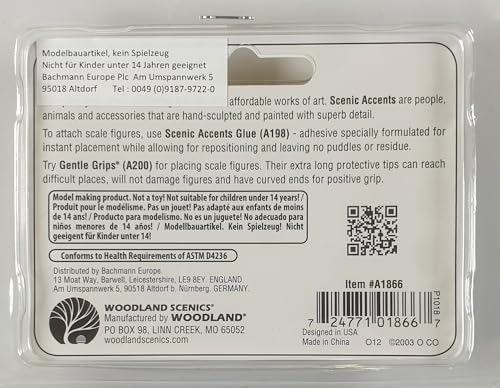 Modelbauartikel, kein Spielzeug
Nicht für Kinder unter 14 Jahren geeignet
Bachmann Europe Plc Am Umspannwerk 5
95018 Altdorf Tel : 0049 (0)9187-9722-0
affordable works of art. Scenic Accents are people,
animals and accessories that are hand-sculpted and painted with superb detail.
To attach scale figures, use Scenic Accents Glue (A198) - adhesive specially formulated for
instant placement while allowing for repositioning and leaving no puddles or residue.
Try Gentle Grips® (A200) for placing scale figures. Their extra long protective tips can reach
difficult places, will not damage figures and have curved ends for positive grip.
Model making product. Not a toy! Not suitable for children under 14 years! /
Produit pour le modélisme. Pas un jouet! Pas adapté aux enfants de moins
de 14 ans! / Producto para modelismo. No es un juguete! No adecuado para
niños menores de 14 años! / Modellbauartikel. Kein Spielzeug! Nicht
geeigent für Kinder unter 14!
Conforms to Health Requirements of ASTM D4236
Distributed by Bachmann Europe.
13 Moat Way, Barwell, Leicestershire, LE9 8EY. ENGLAND.
Am Umspannwerk 5, 90518 Altdorf b. Nürnberg. GERMANY.
Item #A1866
WOODLAND SCENICS®
Manufactured by WOODLAND®
PO BOX 98, LINN CREEK, MO 65052
woodlandscenics.com
P101B
7 24771 01866 7
Designed in USA
Made in China O12 ©2003 O CO